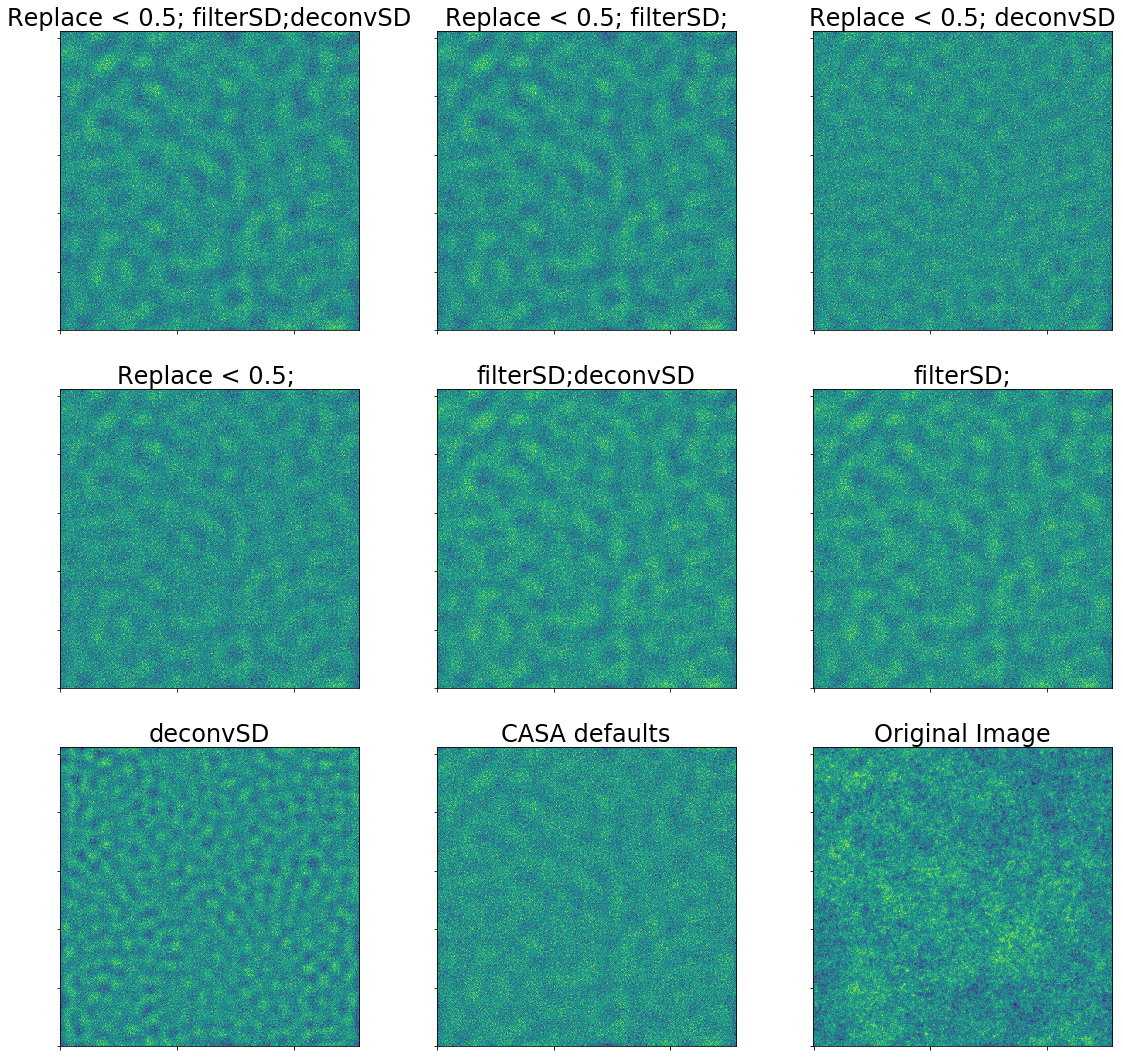 Replace < 0.5; filterSD;deconvSD
Replace < 0.5; filterSD;
Replace < 0.5; deconvSD
Replace < 0.5;
filterSD;deconvSD
filterSD;
deconvSD
CASA defaults
Original Image